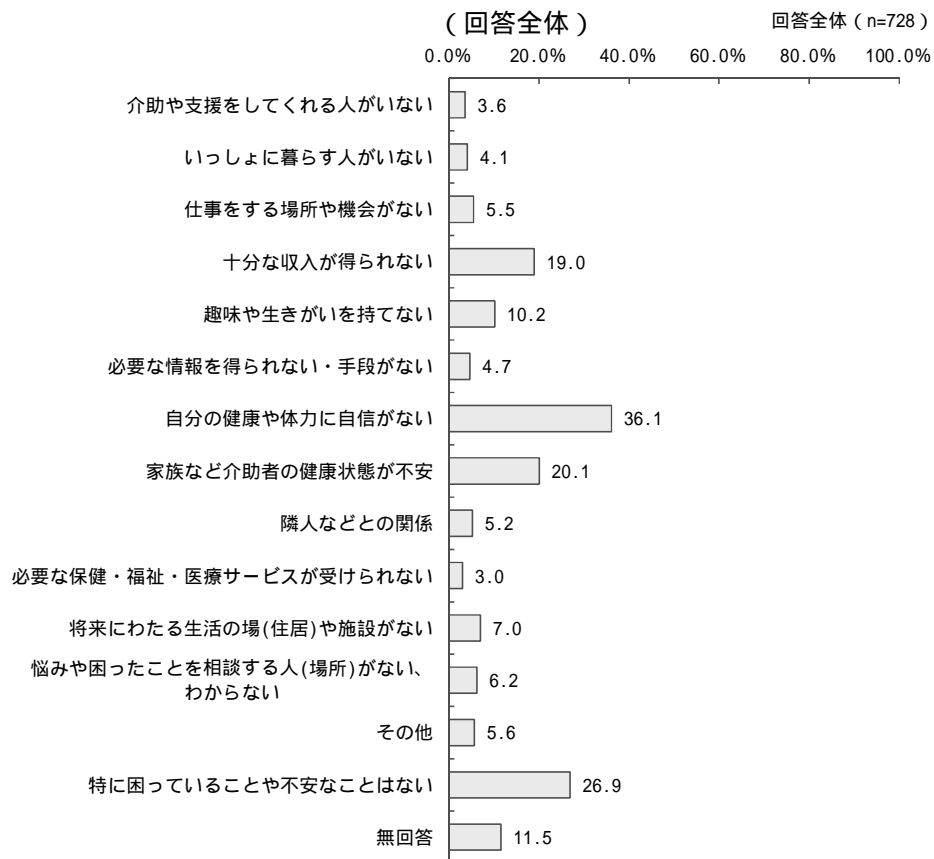 (回答全体)
回答全体(n=728)
0.0% 20.0% 40.0% 60.0% 80.0% 100.0%
介助や支援をしてくれる人がいない 3.6
いっしょに暮らす人がいない 4.1
仕事をする場所や機会がない 5.5
十分な収入が得られない 19.0
趣味や生きがいを持てない 10.2
必要な情報を得られない・手段がない 4.7
自分の健康や体力に自信がない 36.1
家族など介助者の健康状態が不安 20.1
隣人などとの関係 5.2
必要な保健・福祉・医療サービスが受けられない 3.0
将来にわたる生活の場(住居)や施設がない 7.0
悩みや困ったことを相談する人(場所)がない、
わからない 6.2
その他 5.6
特に困っていることや不安なことはない 26.9
無回答 11.5